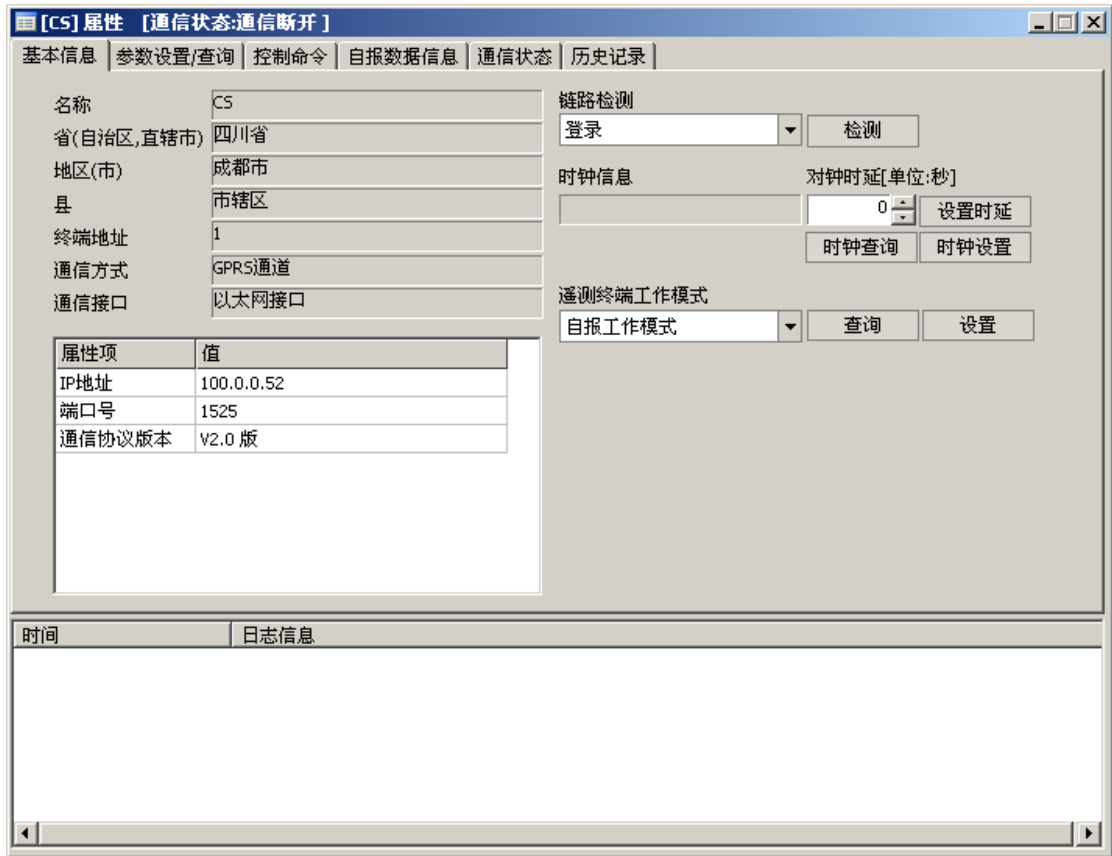 [CS]属性 [通信状态:通信断开 ]
基本信息 参数设置/查询 控制命令 自报数据信息 通信状态 历史记录
名称 CS
省(自治区,直辖市) 四川省
地区(市) 成都市
县 市辖区
终端地址 1
通信方式 GPRS通道
通信接口 以太网接口
属性项 值
IP地址 100.0.0.52
端口号 1525
通信协议版本 V2.0 版
链路检测
登录 检测
时钟信息 对钟时延[单位:秒]
0 设置时延
时钟查询 时钟设置
遥测终端工作模式
自报工作模式 查询 设置
时间 日志信息